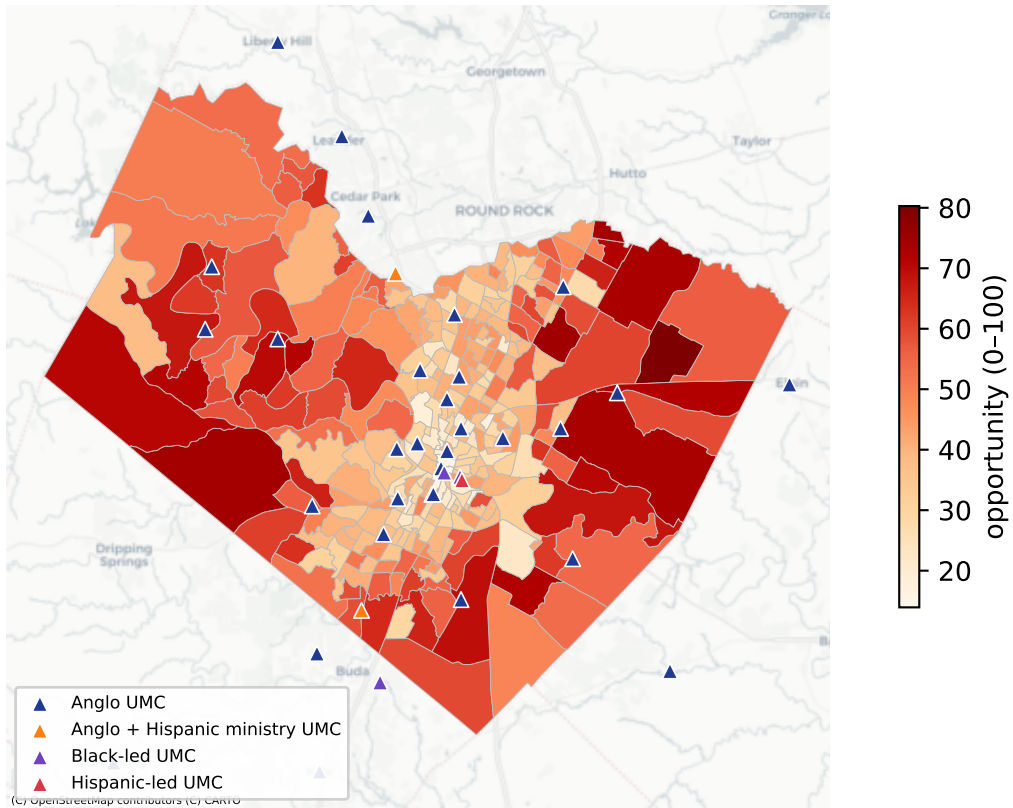 Granger
Liberty Hill
Georgetown
Leander
Taylor
Hutto
Cedar Park
ROUND ROCK
Elgin
Dripping
Springs
Buda
80
70
60
50
40
30
20
opportunity (0–100)
Anglo UMC
Anglo + Hispanic ministry UMC
Black-led UMC
Hispanic-led UMC
(C) OpenStreetMap contributors (C) CARTO